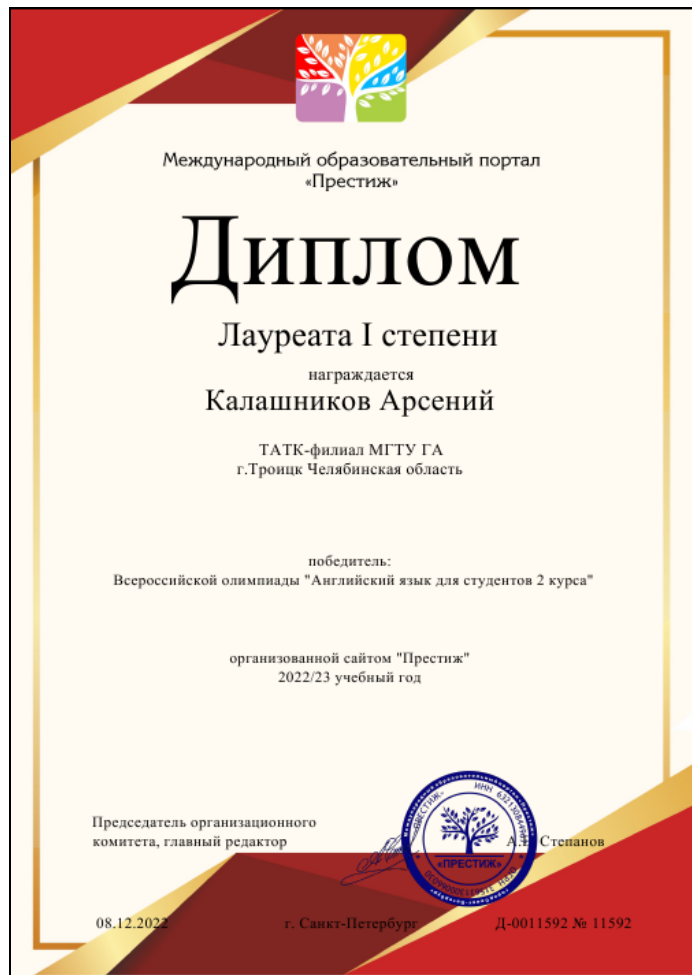 Международный образовательный портал
«Престиж»
Диплом
Лауреата I степени
награждается
Калашников Арсений
ТАТК-филиал МГТУ ГА
г.Троицк Челябинская область
победитель:
Всероссийской олимпиады "Английский язык для студентов 2 курса"
организованной сайтом "Престиж"
2022/23 учебный год
Председатель организационного
комитета, главный редактор
Степанов
«ПРЕСТИЖ»
08.12.2022
г. Санкт-Петербург
Д-0011592 № 11592